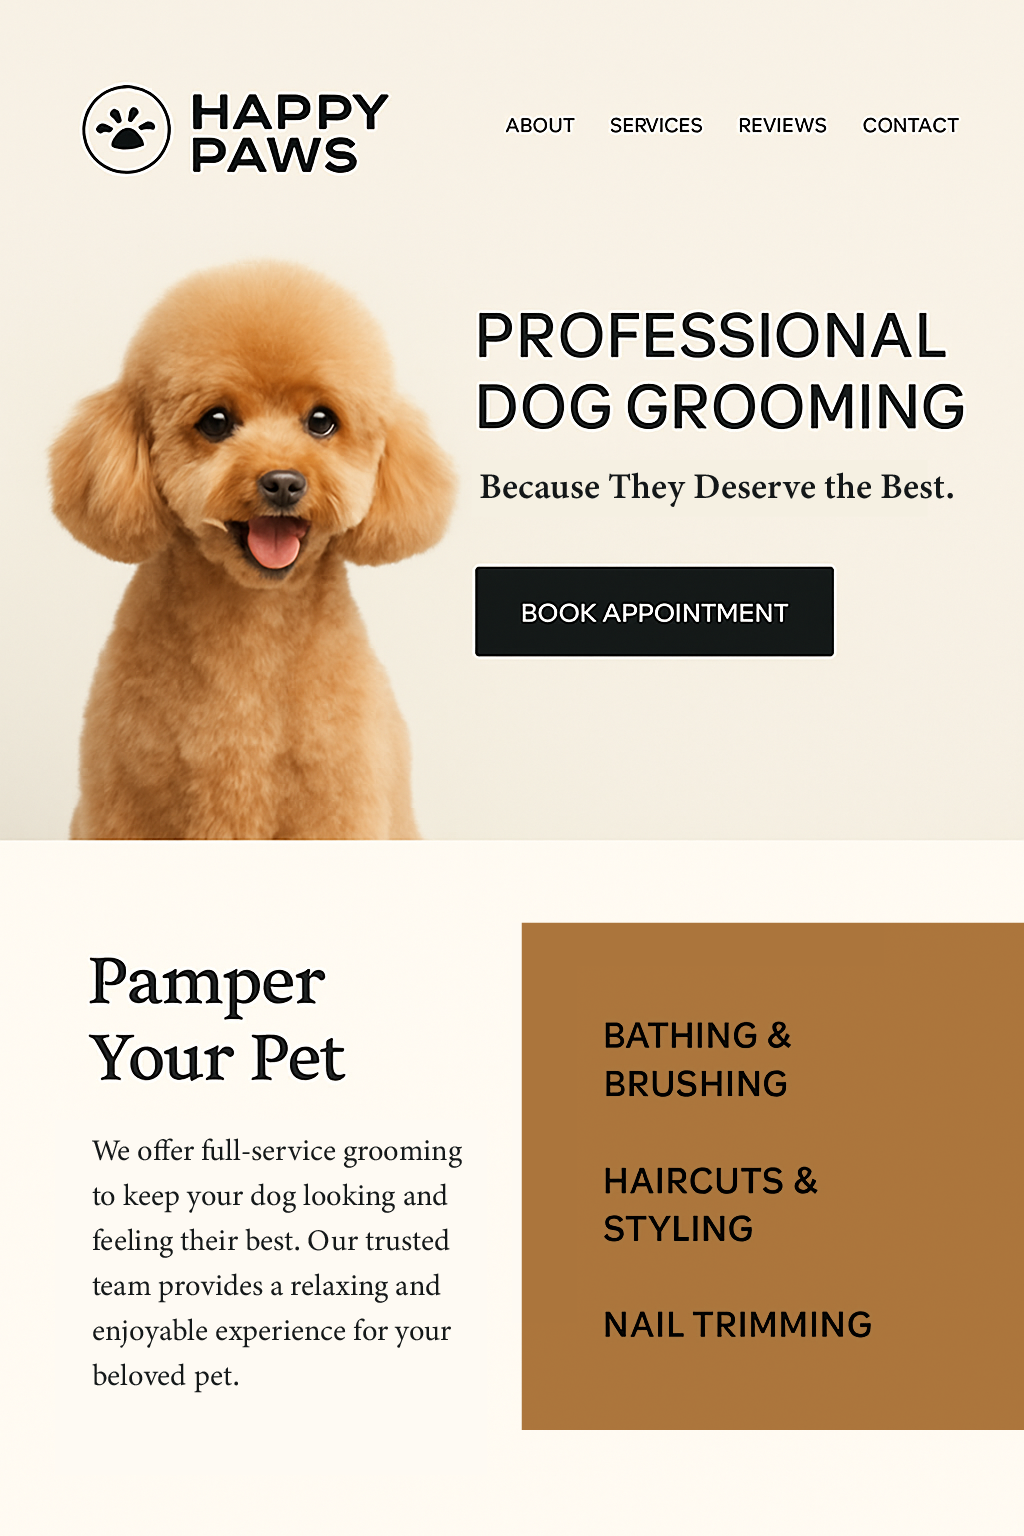 HAPPY
PAWS
ABOUT SERVICES REVIEWS CONTACT
PROFESSIONAL
DOG GROOMING
Because They Deserve the Best.
BOOK APPOINTMENT
Pamper
Your Pet
We offer full-service grooming
to keep your dog looking and
feeling their best. Our trusted
team provides a relaxing and
enjoyable experience for your
beloved pet.
BATHING &
BRUSHING
HAIRCUTS &
STYLING
NAIL TRIMMING